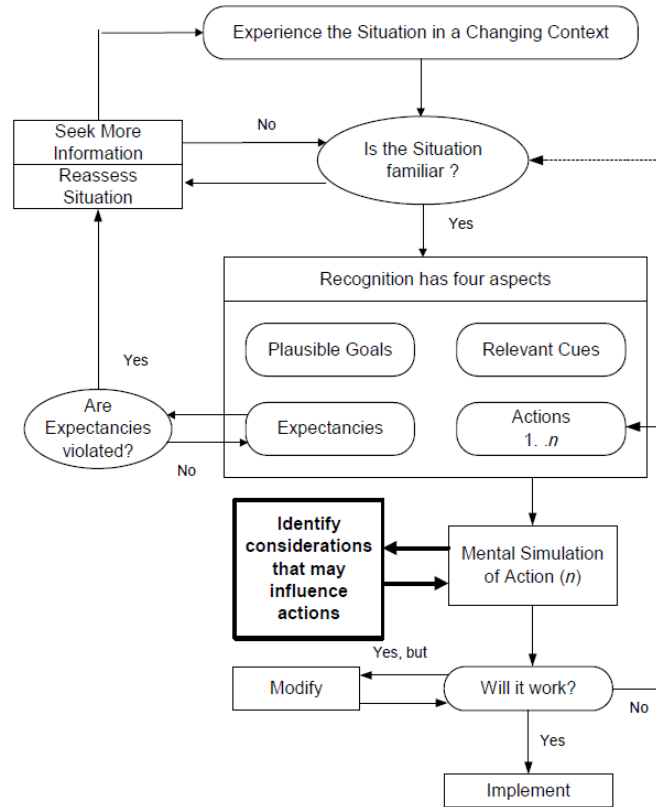 Experience the Situation in a Changing Context
No
Seek More
Information
Reassess
Situation
Is the Situation
familiar ?
Yes
Recognition has four aspects
Plausible Goals
Relevant Cues
Yes
Are
Expectancies
violated?
No
Expectancies
Actions
1. .n
Identify
considerations
that may
influence
actions
Mental Simulation
of Action (n)
Yes, but
Modify
Will it work?
No
Yes
Implement